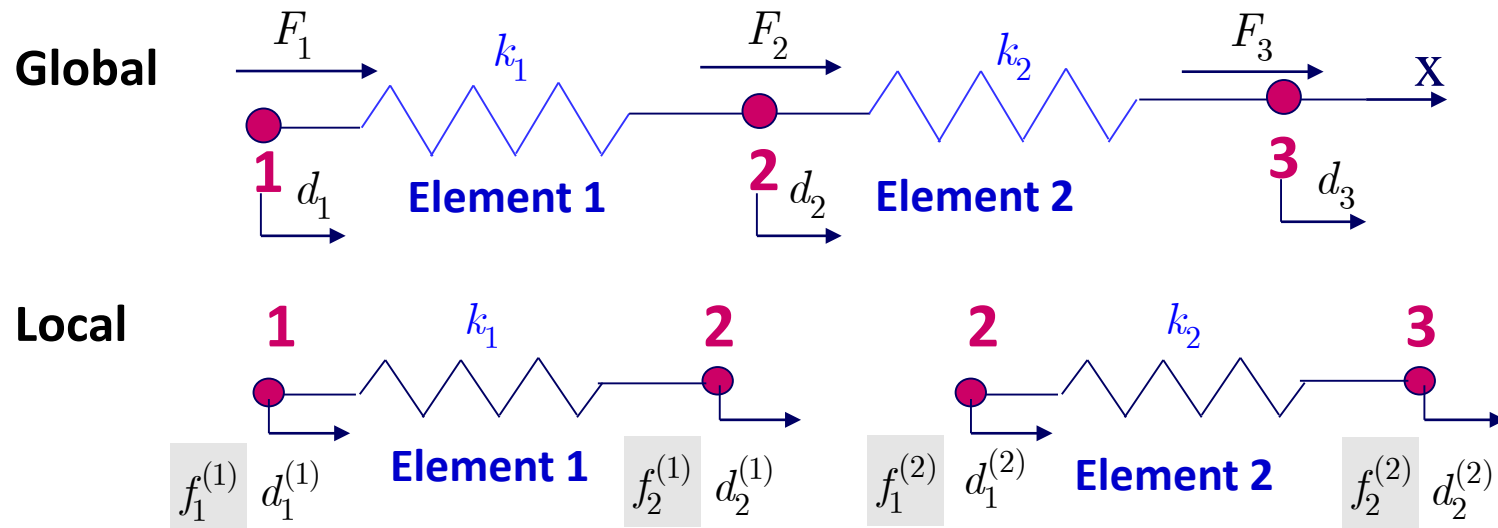 Global F₁ k₁ F₂ k₂ F₃ x
1 d₁ Element 1 2 d₂ Element 2 3 d₃
Local 1 k₁ 2 2 k₂ 3
f₁⁽¹⁾ d₁⁽¹⁾ Element 1 f₂⁽¹⁾ d₂⁽¹⁾ f₁⁽²⁾ d₁⁽²⁾ Element 2 f₂⁽²⁾ d₂⁽²⁾